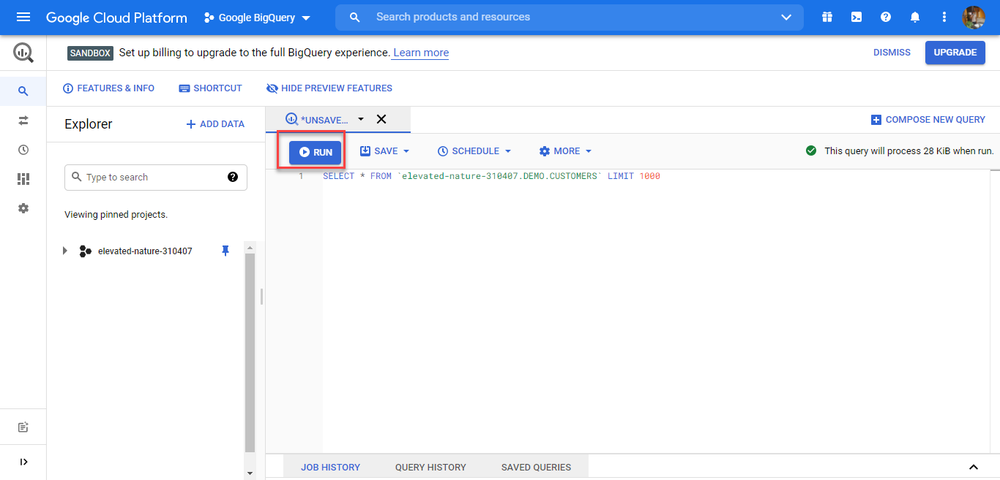 Google Cloud Platform
Google BigQuery
Search products and resources
SANDBOX Set up billing to upgrade to the full BigQuery experience. Learn more
DISMISS
UPGRADE
FEATURES & INFO
SHORTCUT
HIDE PREVIEW FEATURES
Explorer
ADD DATA
Type to search
Viewing pinned projects.
elevated-nature-310407
*UNSAVE...
COMPOSE NEW QUERY
RUN
SAVE
SCHEDULE
MORE
This query will process 28 KiB when run.
1 SELECT * FROM `elevated-nature-310407.DEMO.CUSTOMERS` LIMIT 1000
JOB HISTORY
QUERY HISTORY
SAVED QUERIES